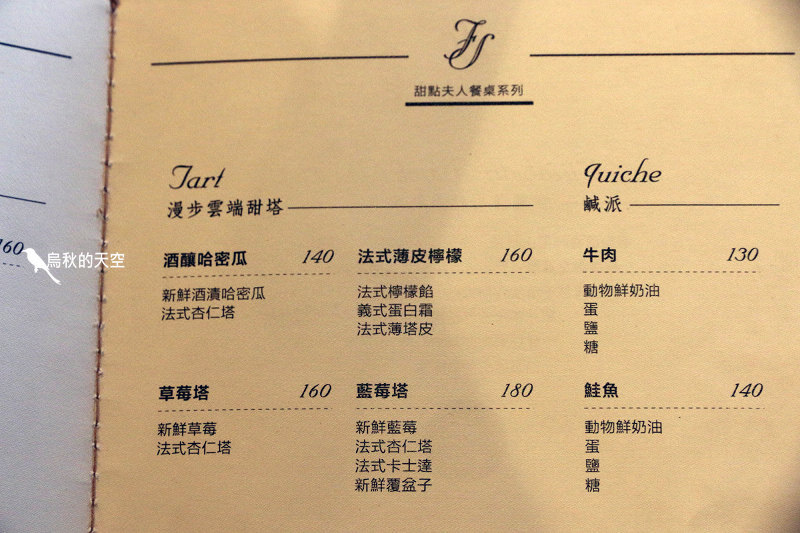 FS
甜點夫人餐桌系列
Tart
漫步雲端甜塔
酒釀哈密瓜 140
新鮮酒漬哈密瓜
法式杏仁塔
法式薄皮檸檬 160
法式檸檬餡
義式蛋白霜
法式薄塔皮
草莓塔 160
新鮮草莓
法式杏仁塔
藍莓塔 180
新鮮藍莓
法式杏仁塔
法式卡士達
新鮮覆盆子
Quiche
鹹派
牛肉 130
動物鮮奶油
蛋
鹽
糖
鮭魚 140
動物鮮奶油
蛋
鹽
糖
160
烏秋的天空